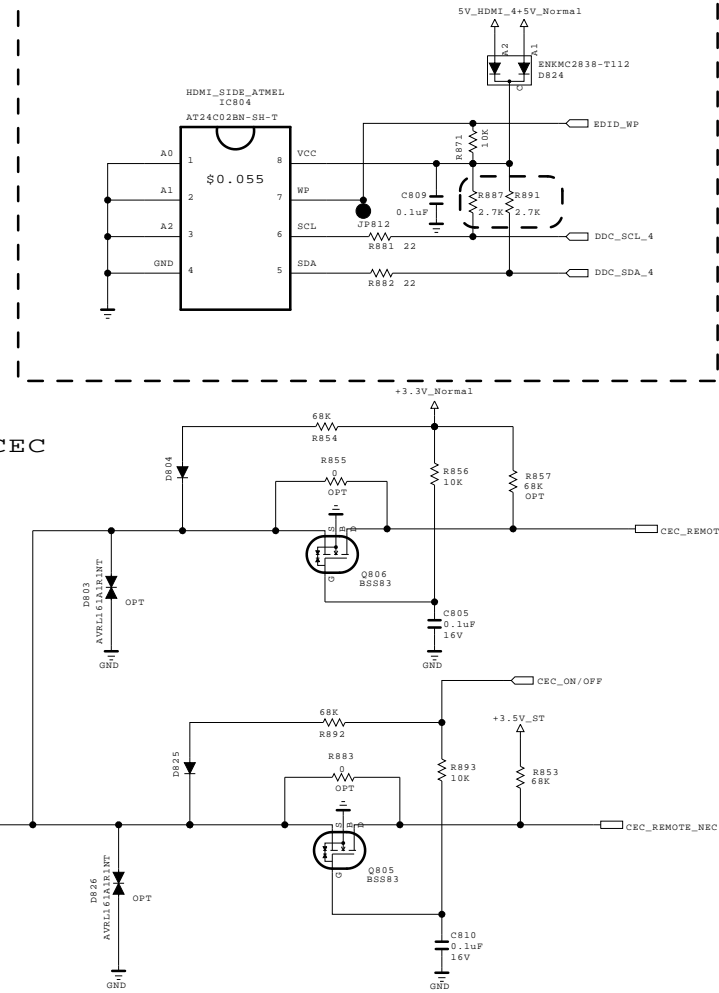 5V_HDMI_4 +5V_Normal
A2
A1
ENKMC2838-T112
D824
C
HDMI_SIDE_ATMEL
IC804
AT24C02BN-SH-T
EDID_WP
R871
10K
A0
1
8
VCC
$0.055
A1
2
7
WP
C809
0.1uF
R887
2.7K
R891
2.7K
JP812
A2
3
6
SCL
R881 22
DDC_SCL_4
GND
4
5
SDA
R882 22
DDC_SDA_4
+3.3V_Normal
CEC
68K
R854
D804
R855
0
OPT
R856
10K
R857
68K
OPT
S
B
D
CEC_REMOT
G
Q806
BSS83
D803
AVRL161A1R1NT
OPT
GND
C805
0.1uF
16V
GND
CEC_ON/OFF
68K
R892
+3.5V_ST
D825
R883
0
OPT
R893
10K
R853
68K
S
B
D
CEC_REMOTE_NEC
G
Q805
BSS83
D826
AVRL161A1R1NT
OPT
GND
C810
0.1uF
16V
GND